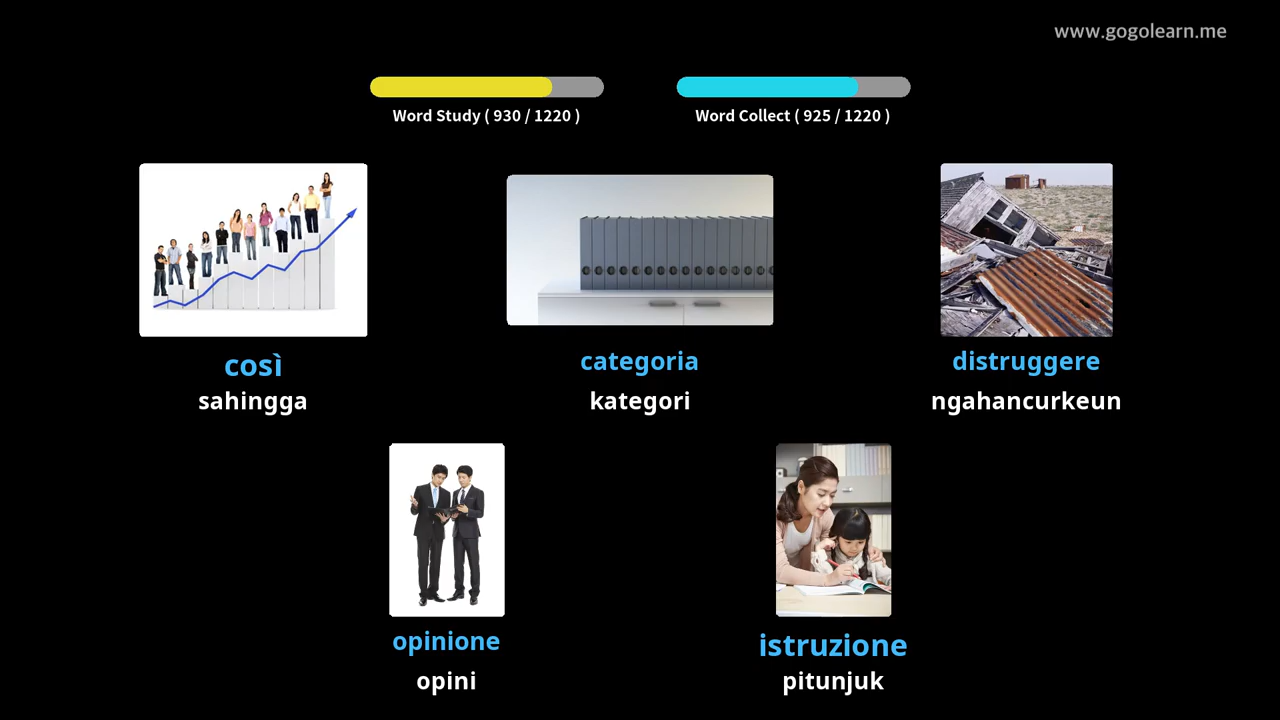 www.gogolearn.me
Word Study ( 930 / 1220 )
Word Collect ( 925 / 1220 )
così
sahingga
categoria
kategori
distruggere
ngahancurkeun
opinione
opini
istruzione
pitunjuk